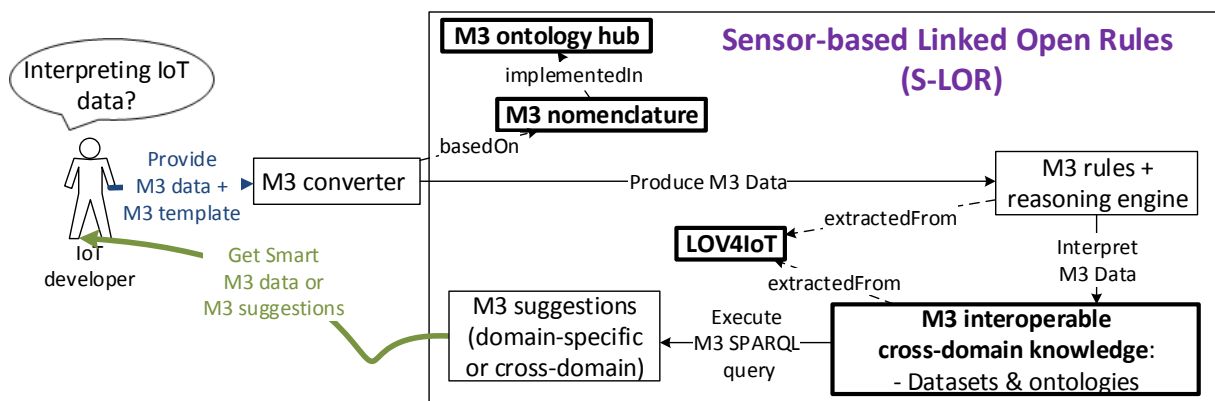 M3 ontology hub
Sensor-based Linked Open Rules
(S-LOR)
Interpreting IoT
data?
implementedIn
M3 nomenclature
basedOn
Provide
M3 data +
M3 template
M3 converter
Produce M3 Data
M3 rules +
reasoning engine
extractedFrom
LOV4IoT
IoT
developer
Get Smart
M3 data or
M3 suggestions
Interpret
M3 Data
extractedFrom
M3 suggestions
(domain-specific
or cross-domain)
Execute
M3 SPARQL
query
M3 interoperable
cross-domain knowledge:
- Datasets & ontologies